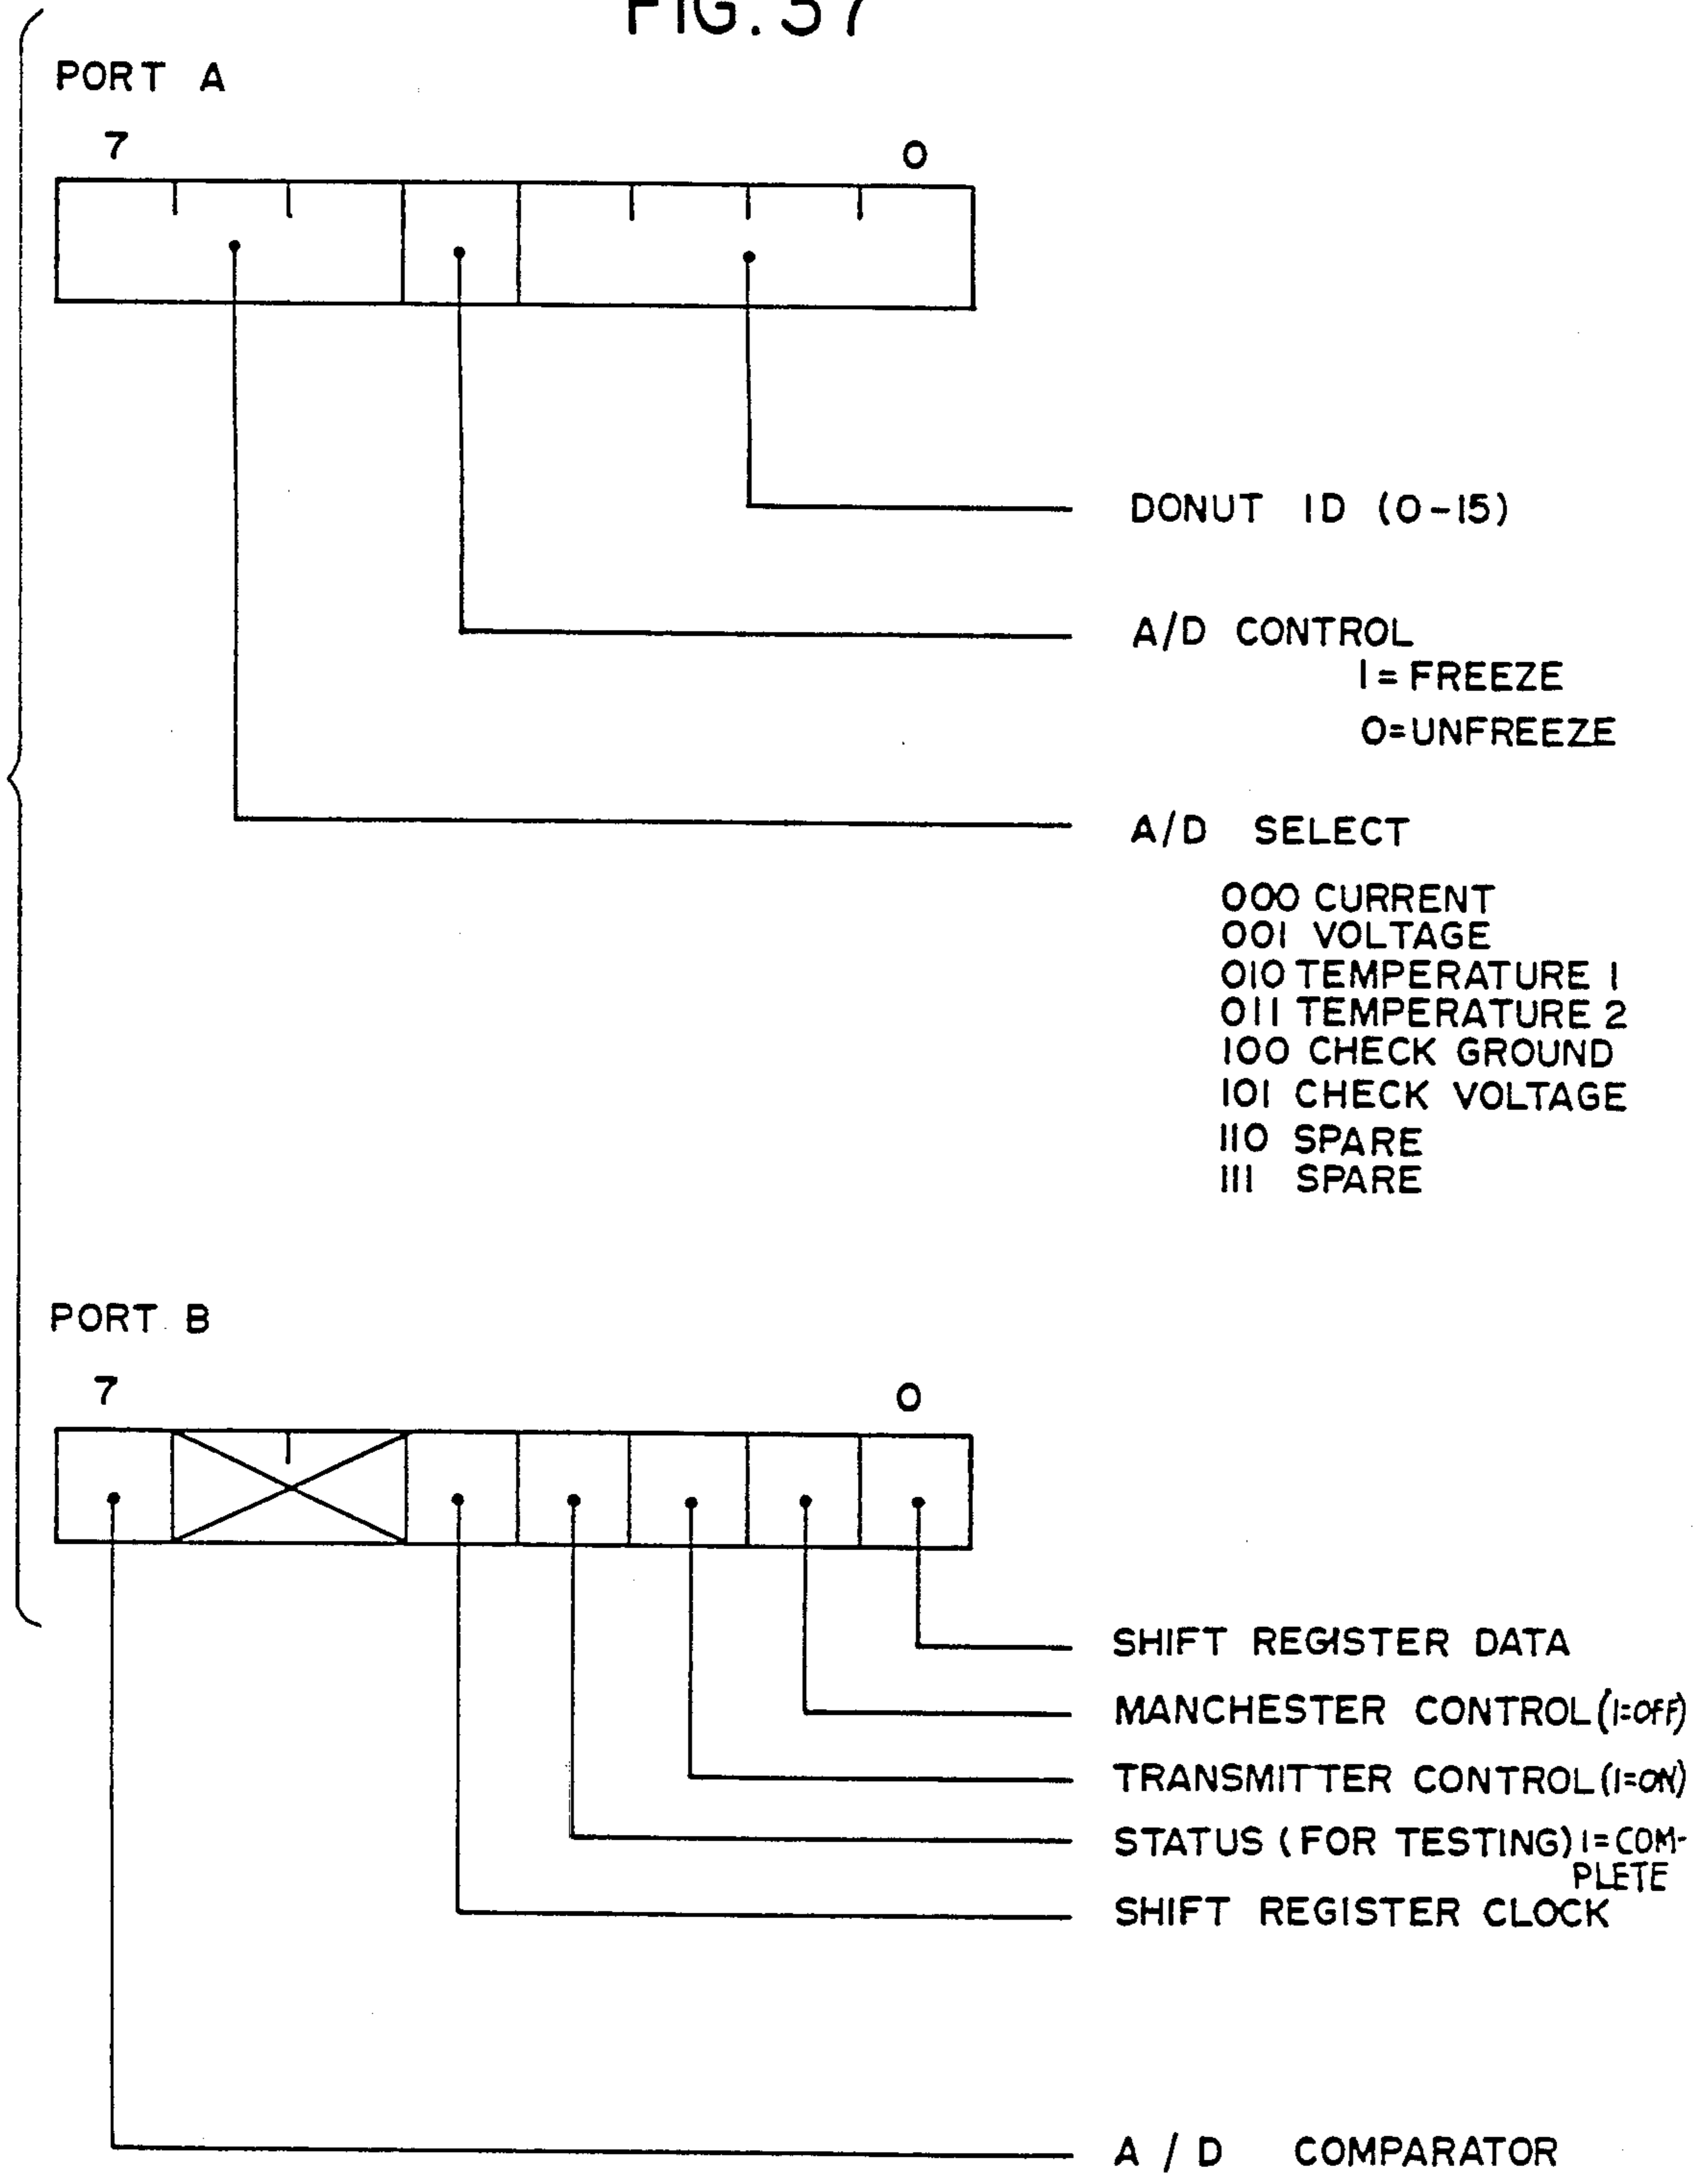 FIG. 37
PORT A
7 0
DONUT ID (0-15)
A/D CONTROL
1=FREEZE
0=UNFREEZE
A/D SELECT
000 CURRENT
001 VOLTAGE
010 TEMPERATURE 1
011 TEMPERATURE 2
100 CHECK GROUND
101 CHECK VOLTAGE
110 SPARE
111 SPARE
PORT B
7 0
SHIFT REGISTER DATA
MANCHESTER CONTROL (1=OFF)
TRANSMITTER CONTROL (1=ON)
STATUS (FOR TESTING) 1=COM-
PLETE
SHIFT REGISTER CLOCK
A / D COMPARATOR